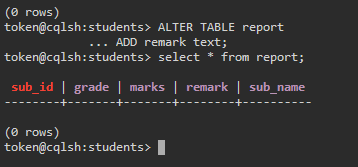 (0 rows)
token@cqlsh:students> ALTER TABLE report
... ADD remark text;
token@cqlsh:students> select * from report;
sub_id | grade | marks | remark | sub_name
--------+-------+-------+--------+----------
(0 rows)
token@cqlsh:students>